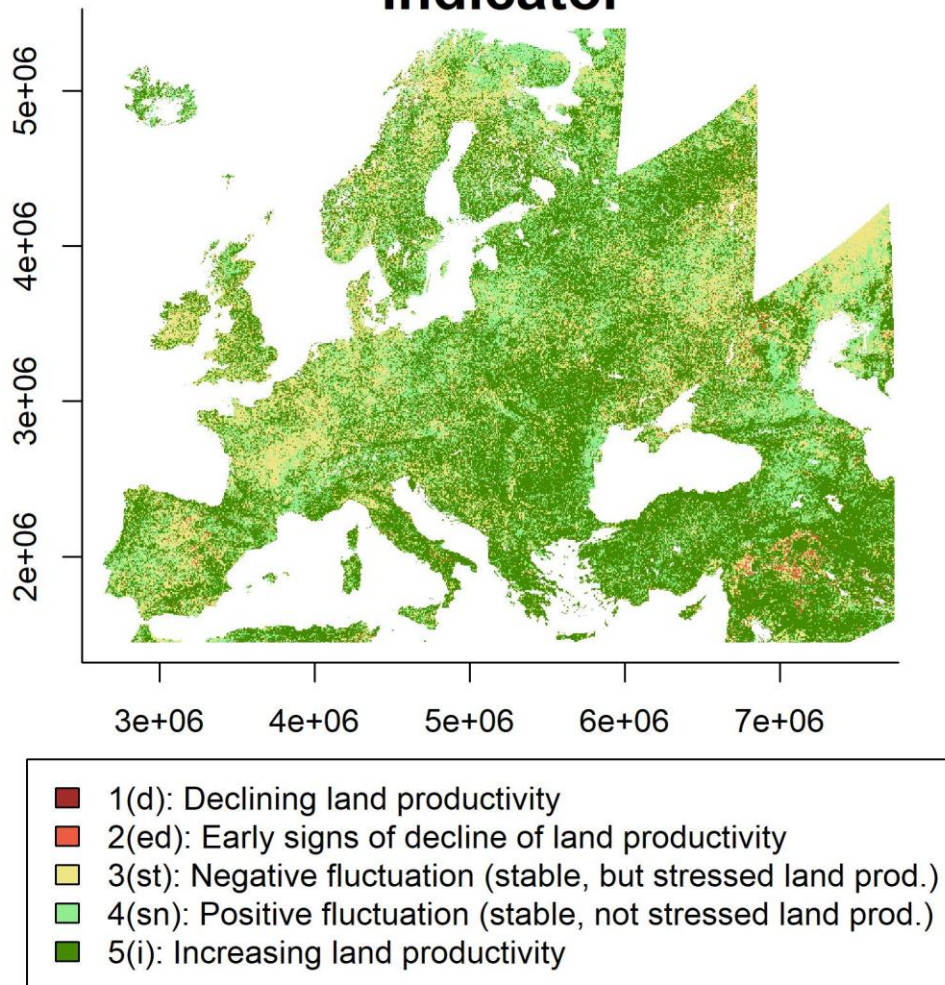 Indicator
5e+06
4e+06
3e+06
2e+06
3e+06 4e+06 5e+06 6e+06 7e+06
1(d): Declining land productivity
2(ed): Early signs of decline of land productivity
3(st): Negative fluctuation (stable, but stressed land prod.)
4(sn): Positive fluctuation (stable, not stressed land prod.)
5(i): Increasing land productivity